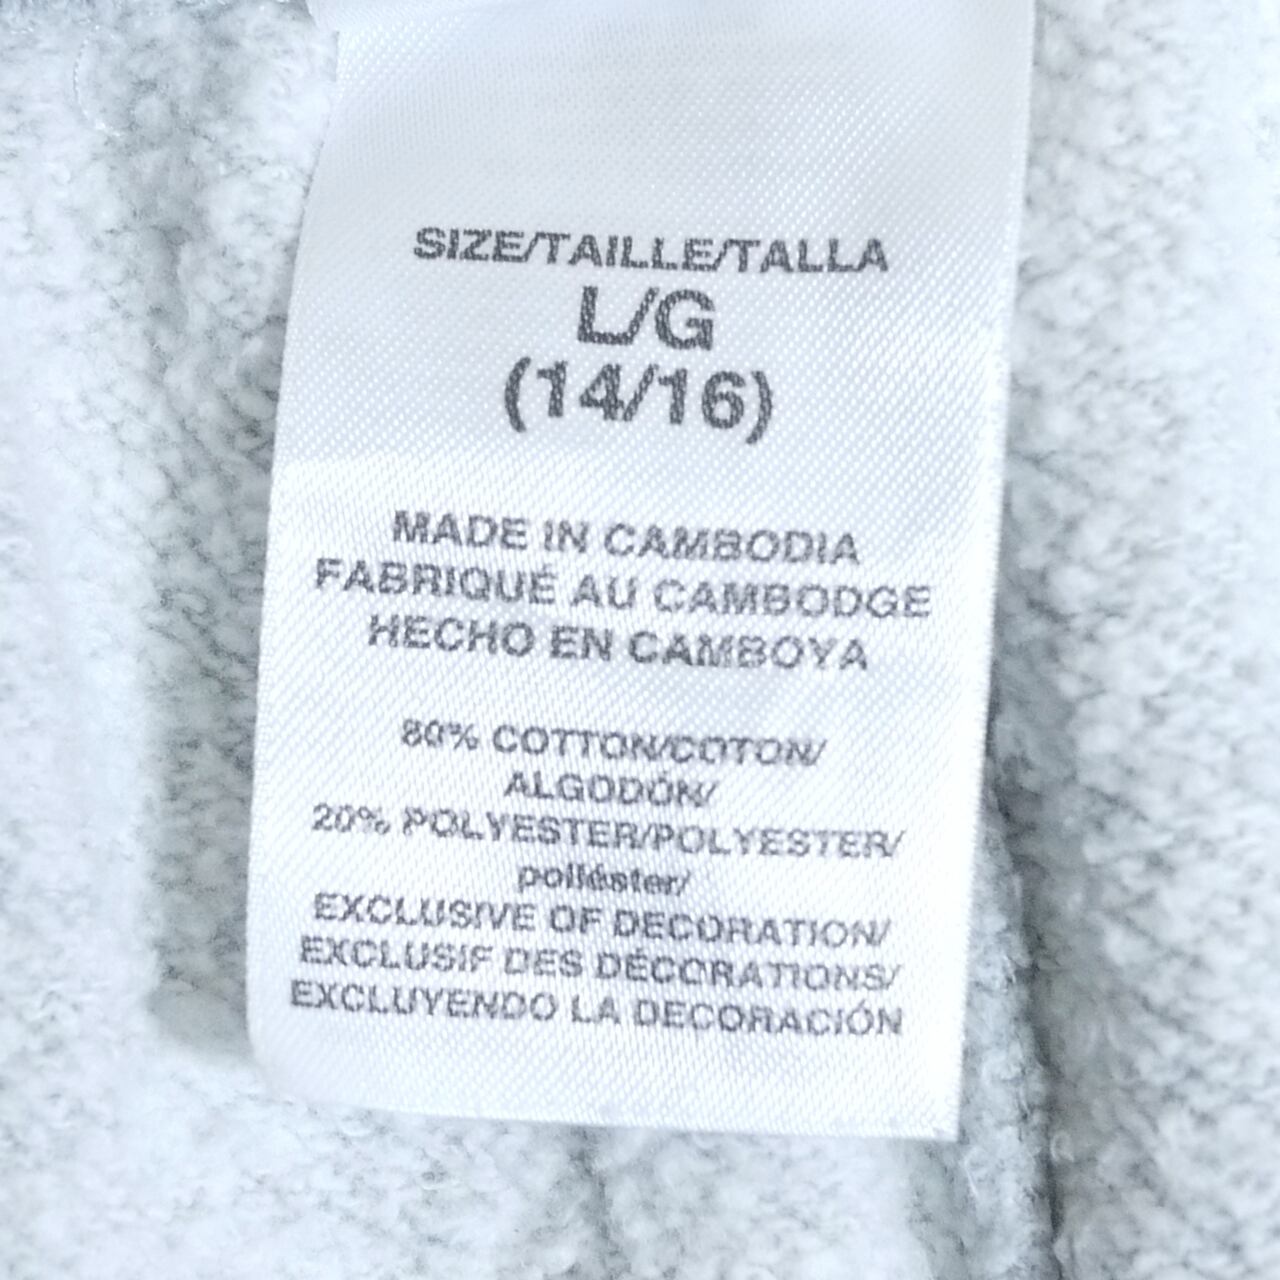 SIZE/TAILLE/TALLA
L/G
(14/16)
MADE IN CAMBODIA
FABRIQUÉ AU CAMBODGE
HECHO EN CAMBOYA
80% COTTON/COTON/
ALGODÓN/
20% POLYESTER/POLYESTER/
poliéster/
EXCLUSIVE OF DECORATION/
EXCLUSIF DES DÉCORATIONS/
EXCLUYENDO LA DECORACIÓN